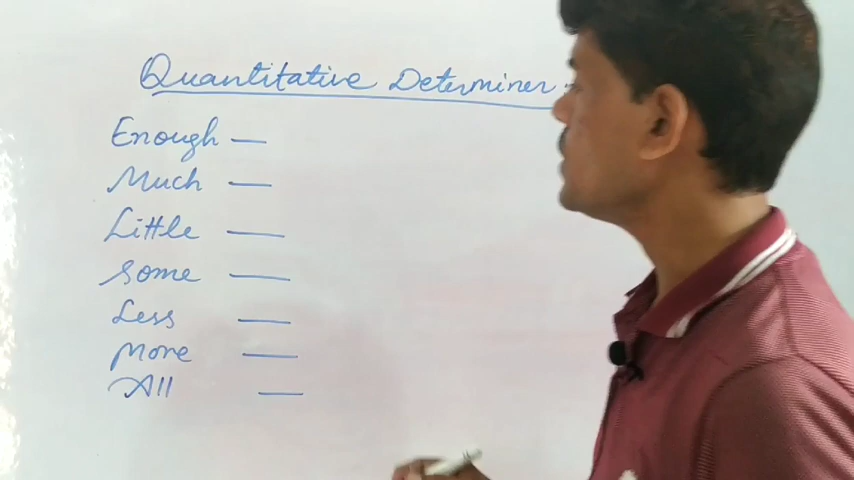 Quantitative Determiner
Enough —
Much —
Little —
Some —
Less —
More —
All —